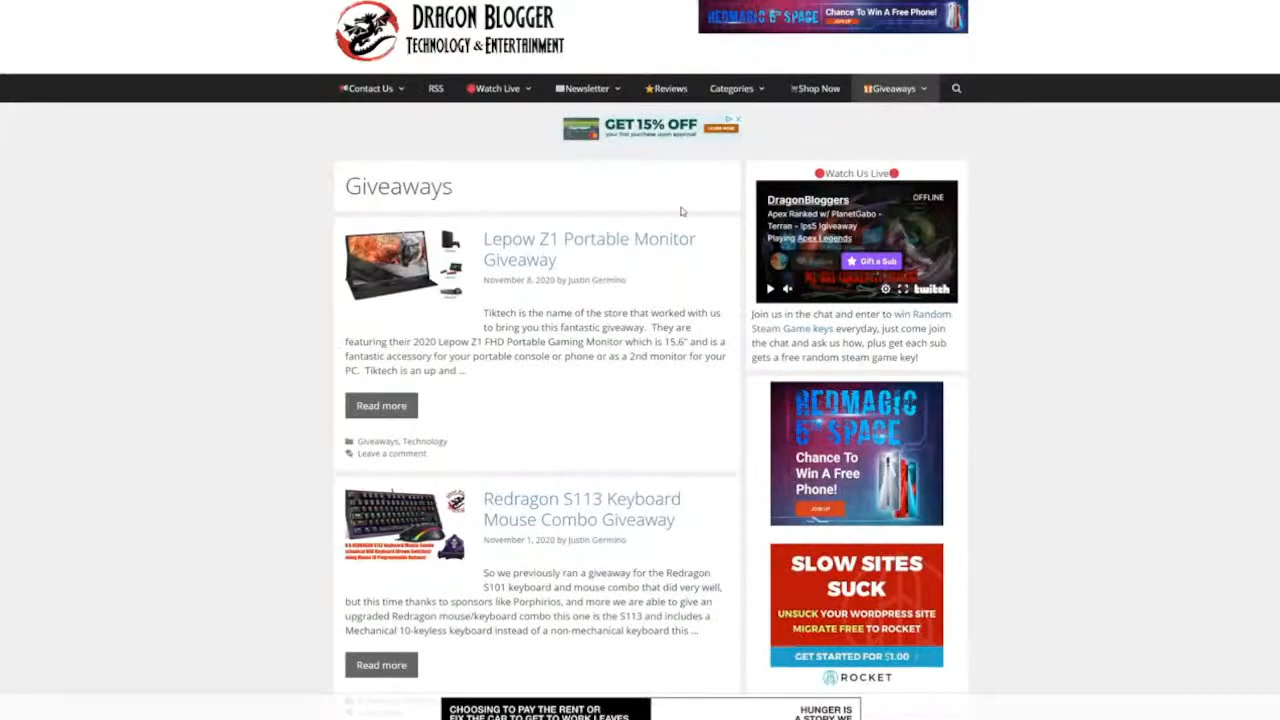 DRAGON BLOGGER
TECHNOLOGY & ENTERTAINMENT
REDMAGIC 5S SPACE
Chance To Win A Free Phone!
JOIN UP
Contact Us
RSS
Watch Live
Newsletter
Reviews
Categories
Shop Now
Giveaways
GET 15% OFF
your first purchase upon approval
LEARN MORE
Giveaways
Lepow Z1 Portable Monitor
Giveaway
November 8, 2020 by Justin Germino
Tiktech is the name of the store that worked with us
to bring you this fantastic giveaway. They are
featuring their 2020 Lepow Z1 FHD Portable Gaming Monitor which is 15.6" and is a
fantastic accessory for your portable console or phone or as a 2nd monitor for your
PC. Tiktech is an up and ...
Read more
Giveaways, Technology
Leave a comment
Redragon S113 Keyboard
Mouse Combo Giveaway
November 1, 2020 by Justin Germino
So we previously ran a giveaway for the Redragon
S101 keyboard and mouse combo that did very well,
but this time thanks to sponsors like Porphirios, and more we are able to give an
upgraded Redragon mouse/keyboard combo this one is the S113 and includes a
Mechanical 10-keyless keyboard instead of a non-mechanical keyboard this ...
Read more
Watch Us Live
DragonBloggers
OFFLINE
Apex Ranked w/ PlanetGabo -
Terran - !ps5 !giveaway
Playing Apex Legends
Gift a Sub
twitch
Join us in the chat and enter to win Random
Steam Game keys everyday, just come join
the chat and ask us how, plus get each sub
gets a free random steam game key!
REDMAGIC
5S SPACE
Chance To
Win A Free
Phone!
JOIN UP
SLOW SITES
SUCK
UNSUCK YOUR WORDPRESS SITE
MIGRATE FREE TO ROCKET
GET STARTED FOR $1.00
ROCKET
CHOOSING TO PAY THE RENT OR
FIX THE CAR TO GET TO WORK LEAVES
HUNGER IS
A STORY WE